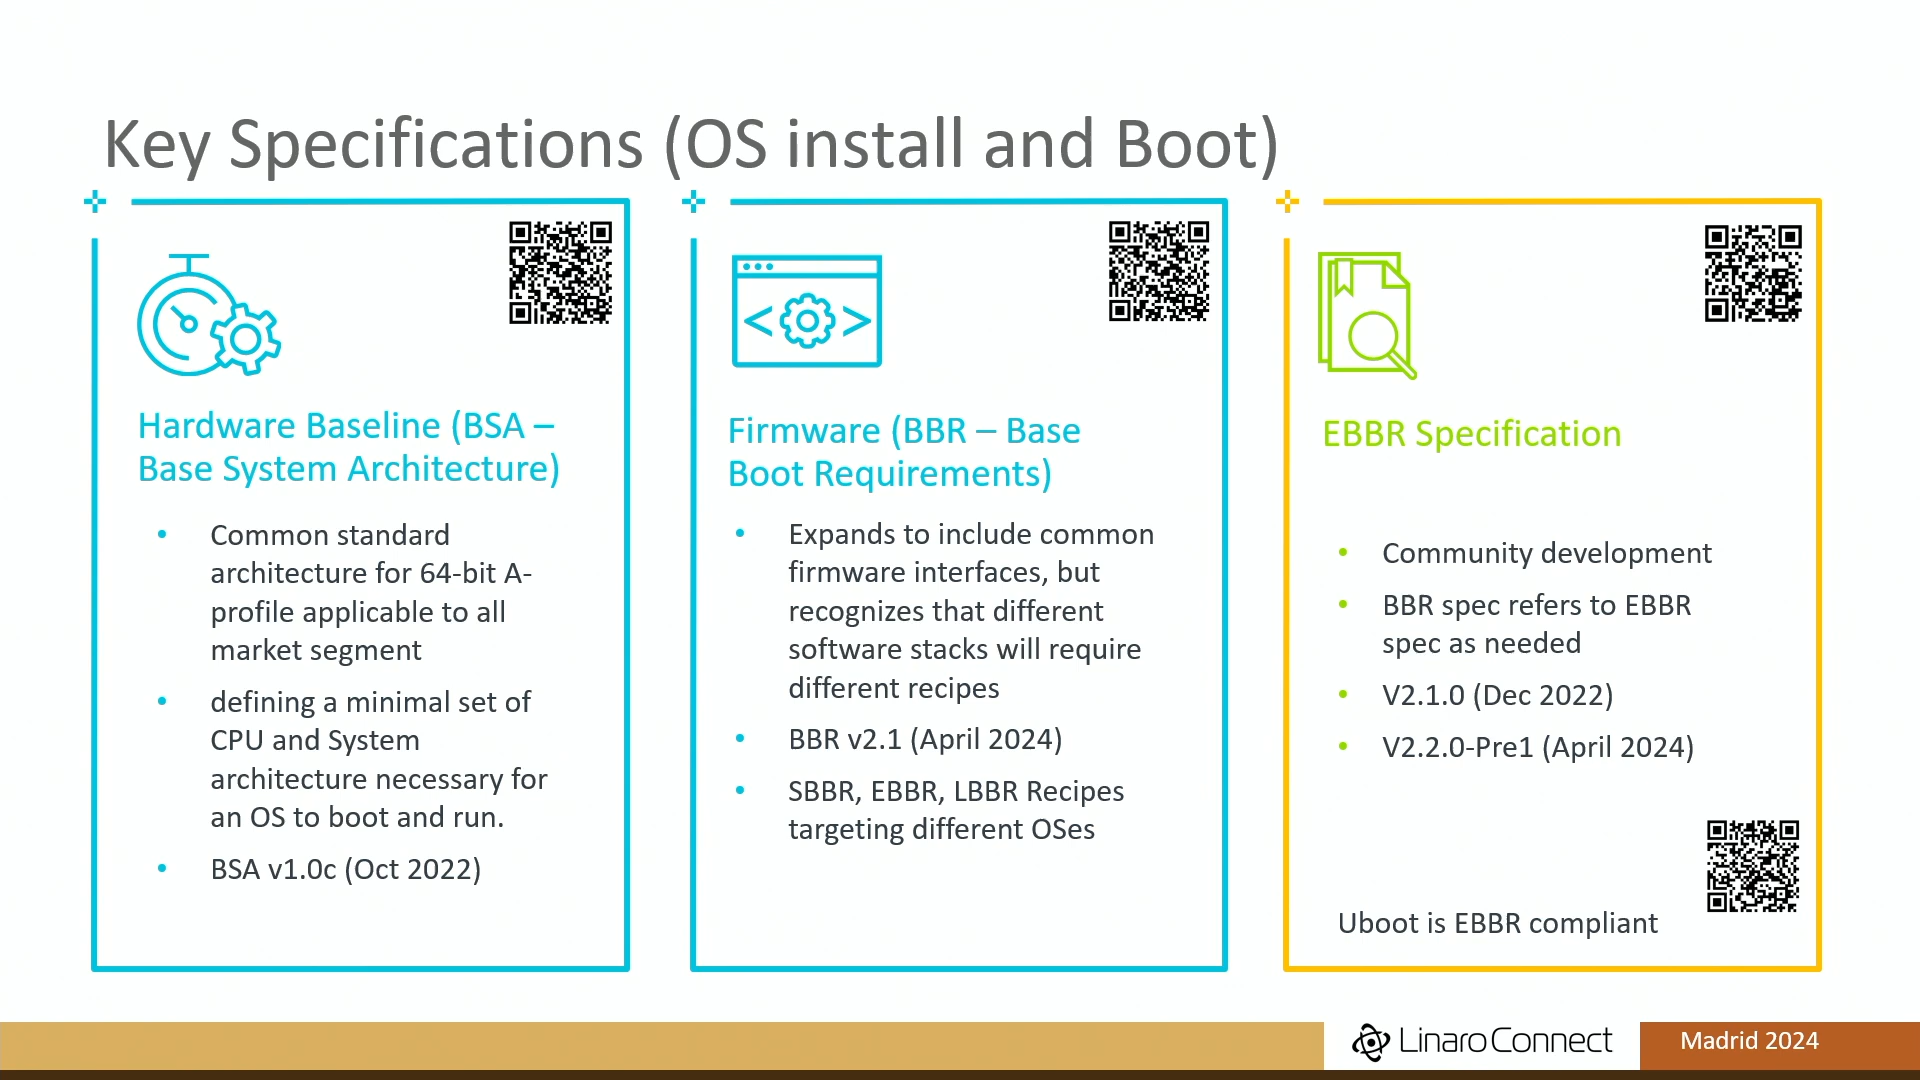 Key Specifications (OS install and Boot)
Hardware Baseline (BSA –
Base System Architecture)
• Common standard
architecture for 64-bit A-
profile applicable to all
market segment
• defining a minimal set of
CPU and System
architecture necessary for
an OS to boot and run.
• BSA v1.0c (Oct 2022)
Firmware (BBR – Base
Boot Requirements)
• Expands to include common
firmware interfaces, but
recognizes that different
software stacks will require
different recipes
• BBR v2.1 (April 2024)
• SBBR, EBBR, LBBR Recipes
targeting different OSes
EBBR Specification
• Community development
• BBR spec refers to EBBR
spec as needed
• V2.1.0 (Dec 2022)
• V2.2.0-Pre1 (April 2024)
Uboot is EBBR compliant
Linaro Connect
Madrid 2024